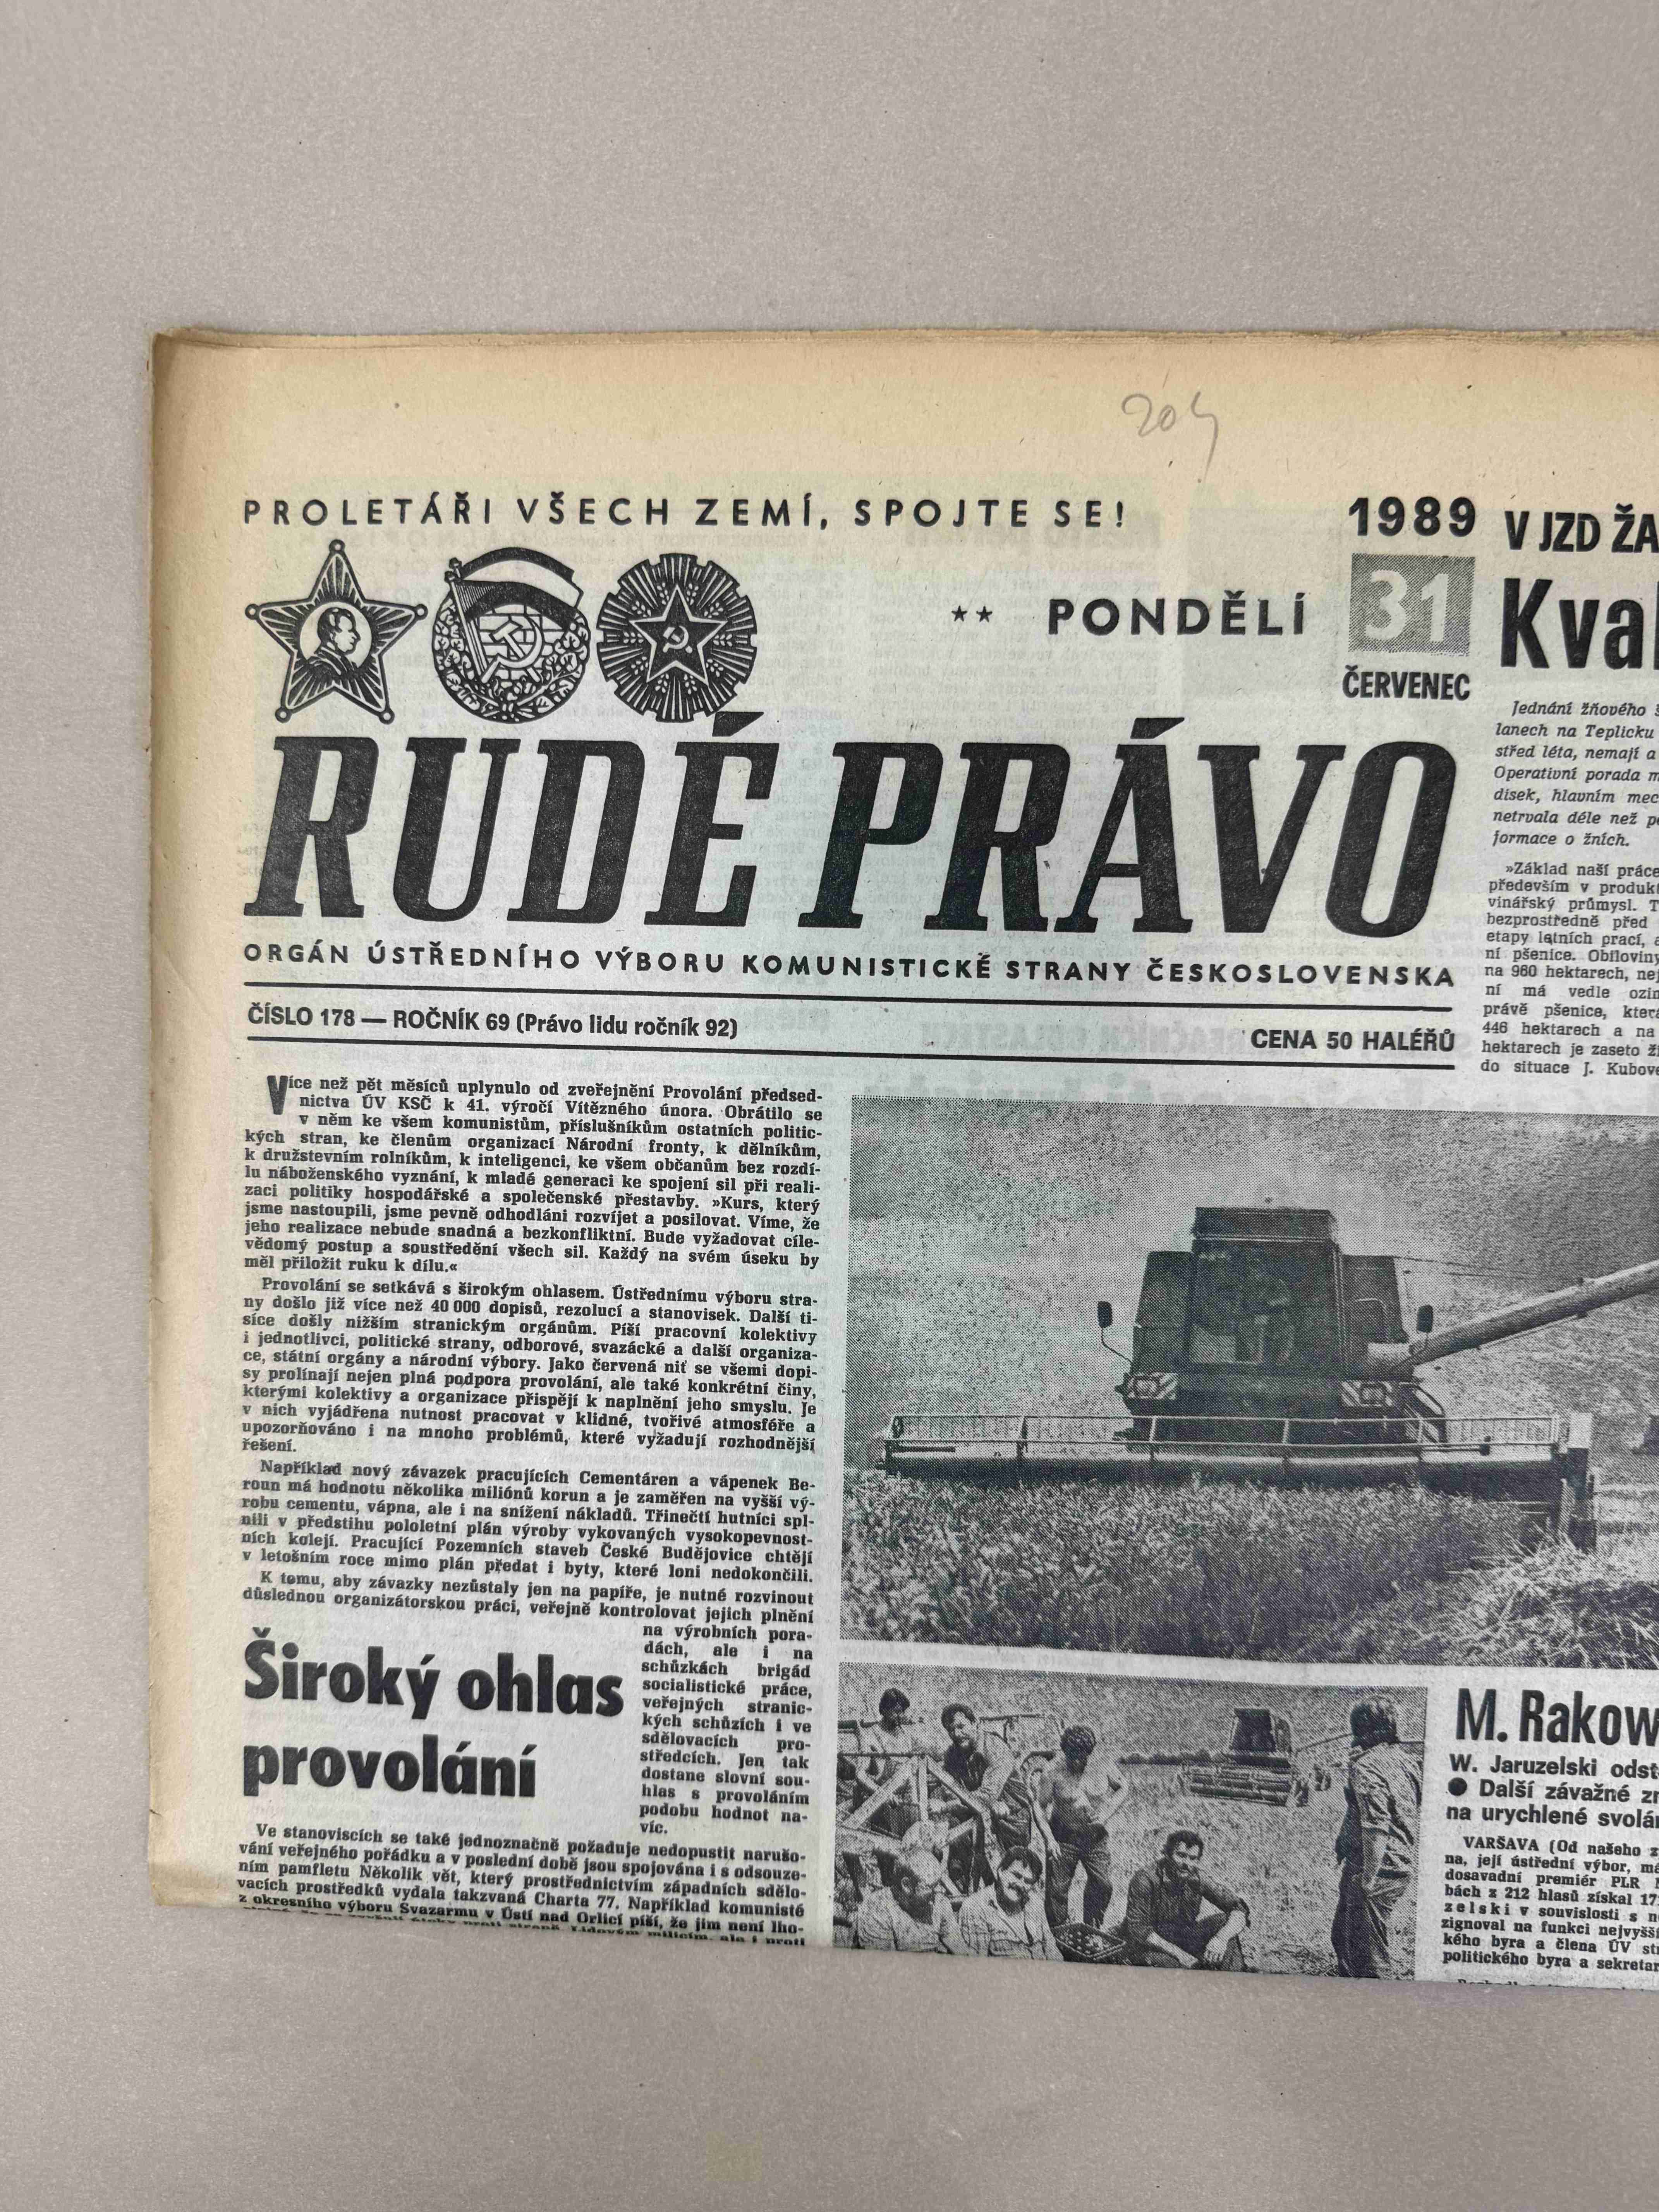 204
PROLETÁŘI VŠECH ZEMÍ, SPOJTE SE!
1989
** PONDĚLÍ
31
ČERVENEC
RUDÉ PRÁVO
ORGÁN ÚSTŘEDNÍHO VÝBORU KOMUNISTICKÉ STRANY ČESKOSLOVENSKA
ČÍSLO 178 — ROČNÍK 69 (Právo lidu ročník 92)
CENA 50 HALÉŘŮ
Více než pět měsíců uplynulo od zveřejnění Provolání předsed-
nictva ÚV KSČ k 41. výročí Vítězného února. Obrátilo se
v něm ke všem komunistům, příslušníkům ostatních politic-
kých stran, ke členům organizací Národní fronty, k dělníkům,
k družstevním rolníkům, k inteligenci, ke všem občanům bez rozdí-
lu náboženského vyznání, k mladé generaci ke spojení sil při reali-
zaci politiky hospodářské a společenské přestavby. »Kurs, který
jsme nastoupili, jsme pevně odhodláni rozvíjet a posilovat. Víme, že
jeho realizace nebude snadná a bezkonfliktní. Bude vyžadovat cíle-
vědomý postup a soustředění všech sil. Každý na svém úseku by
měl přiložit ruku k dílu.«
Provolání se setkává s širokým ohlasem. Ústřednímu výboru stra-
ny došlo již více než 40 000 dopisů, rezolucí a stanovisek. Další ti-
síce došly nižším stranickým orgánům. Píší pracovní kolektivy
i jednotlivci, politické strany, odborové, svazácké a další organiza-
ce, státní orgány a národní výbory. Jako červená niť se všemi dopi-
sy prolínají nejen plná podpora provolání, ale také konkrétní činy,
kterými kolektivy a organizace přispějí k naplnění jeho smyslu. Je
v nich vyjádřena nutnost pracovat v klidné, tvořivé atmosféře a
upozorňováno i na mnoho problémů, které vyžadují rozhodnější
řešení.
Například nový závazek pracujících Cementáren a vápenek Be-
roun má hodnotu několika miliónů korun a je zaměřen na vyšší vý-
robu cementu, vápna, ale i na snížení nákladů. Třinečtí hutníci spl-
nili v předstihu pololetní plán výroby vykovaných vysokopevnost-
ních kolejí. Pracující Pozemních staveb České Budějovice chtějí
v letošním roce mimo plán předat i byty, které loni nedokončili.
K tomu, aby závazky nezůstaly jen na papíře, je nutné rozvinout
důslednou organizátorskou práci, veřejně kontrolovat jejich plnění
na výrobních pora-
dách, ale i na
schůzkách brigád
socialistické práce,
veřejných stranic-
kých schůzích i ve
sdělovacích pro-
středcích. Jen tak
dostane slovní sou-
hlas s provoláním
podobu hodnot na-
víc.
Široký ohlas
provolání
Ve stanoviscích se také jednoznačně požaduje nedopustit narušo-
vání veřejného pořádku a v poslední době jsou spojována i s odsouze-
ním pamfletu Několik vět, který prostřednictvím západních sdělo-
vacích prostředků vydala takzvaná Charta 77. Například komunisté
z okresního výboru Svazarmu v Ústí nad Orlicí píší, že jim není lho-
V JZD ŽA
Kval
Jednání žňového š
lanech na Teplicku
střed léta, nemají a
Operativní porada m
disek, hlavním mec
netrvala déle než p
formace o žních.
»Základ naší práce
především v produkt
vinářský průmysl. T
bezprostředně před
etapy letních prací, a
ní pšenice. Obiloviny
na 960 hektarech, nej
ní má vedle ozim
právě pšenice, která
446 hektarech a na
hektarech je zaseto ži
do situace J. Kubove
M. Rakow
W. Jaruzelski odst
● Další závažné zm
na urychlené svolán
VARŠAVA (Od našeho z
na, její ústřední výbor, má
dosavadní premiér PLR M
bách z 212 hlasů získal 171
zelski v souvislosti s n
zignoval na funkci nejvyšší
kého byra a člena ÚV str
politického byra a sekretar